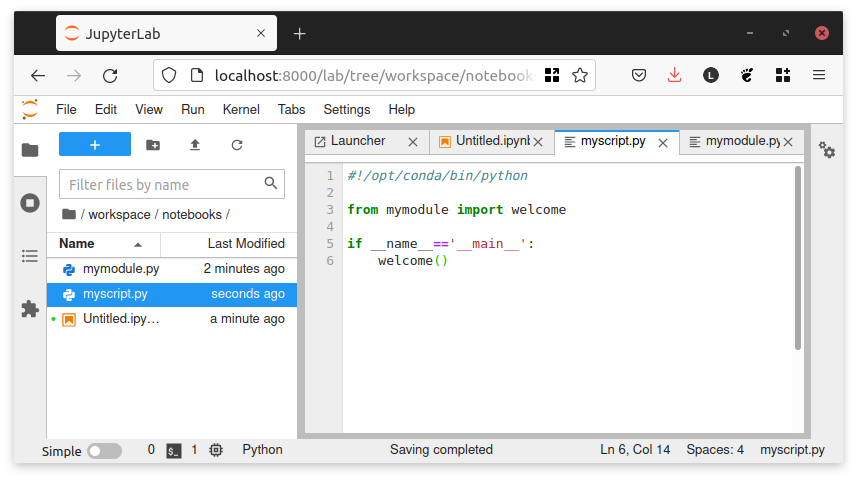 JupyterLab
localhost:8000/lab/tree/workspace/notebook
L
File Edit View Run Kernel Tabs Settings Help
Launcher Untitled.ipynb myscript.py mymodule.py
Filter files by name
/ workspace / notebooks /
Name Last Modified
mymodule.py 2 minutes ago
myscript.py seconds ago
Untitled.ipy… a minute ago
1 #!/opt/conda/bin/python
2
3 from mymodule import welcome
4
5 if __name__=='__main__':
6 welcome()
Simple 0 $_ 1 Python Saving completed Ln 6, Col 14 Spaces: 4 myscript.py